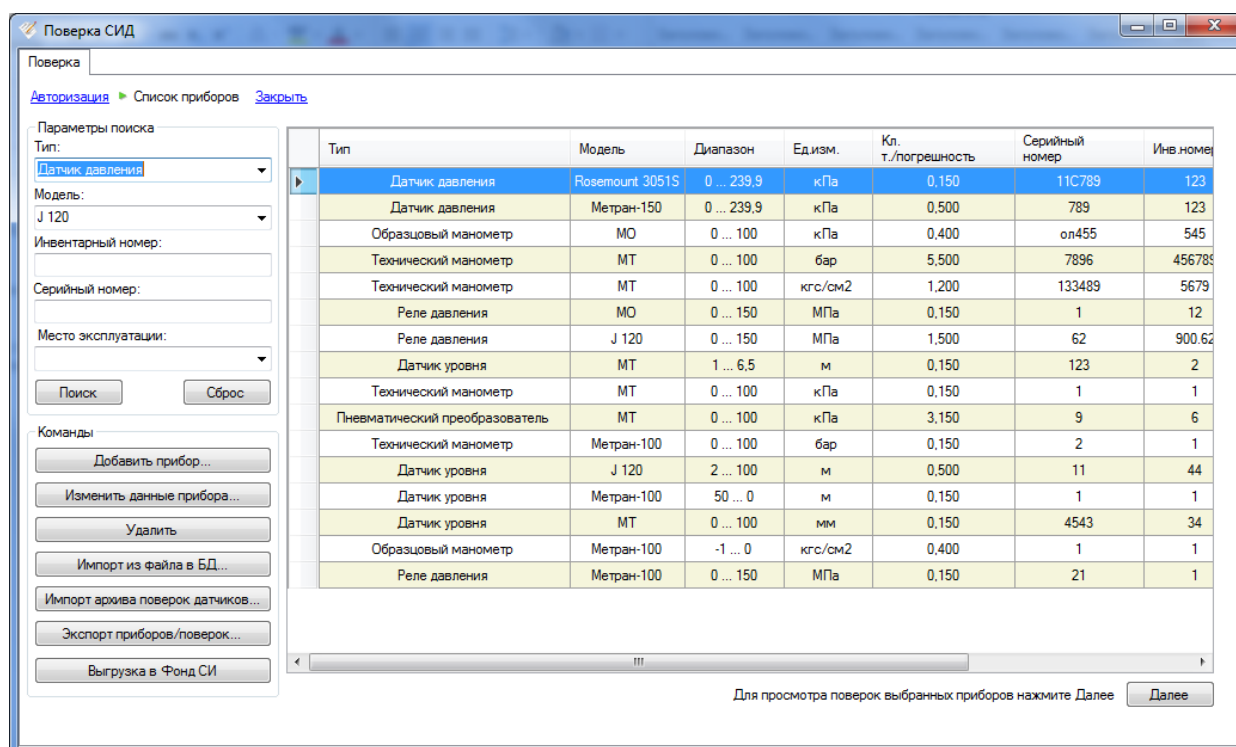 Поверка СИД
Поверка
Авторизация Список приборов Закрыть
Параметры поиска
Тип:
Датчик давления
Модель:
J 120
Инвентарный номер:
Серийный номер:
Место эксплуатации:
Поиск Сброс
Команды
Добавить прибор...
Изменить данные прибора...
Удалить
Импорт из файла в БД...
Импорт архива поверок датчиков...
Экспорт приборов/поверок...
Выгрузка в Фонд СИ
Тип Модель Диапазон Ед.изм. Кл. т./погрешность Серийный номер Инв.номер
Датчик давления Rosemount 3051S 0 ... 239,9 кПа 0,150 11С789 123
Датчик давления Метран-150 0 ... 239,9 кПа 0,500 789 123
Образцовый манометр МО 0 ... 100 кПа 0,400 ол455 545
Технический манометр МТ 0 ... 100 бар 5,500 7896 456789
Технический манометр МТ 0 ... 100 кгс/см2 1,200 133489 5679
Реле давления МО 0 ... 150 МПа 0,150 1 12
Реле давления J 120 0 ... 150 МПа 1,500 62 900.62
Датчик уровня МТ 1 ... 6,5 м 0,150 123 2
Технический манометр МТ 0 ... 100 кПа 0,150 1 1
Пневматический преобразователь МТ 0 ... 100 кПа 3,150 9 6
Технический манометр Метран-100 0 ... 100 бар 0,150 2 1
Датчик уровня J 120 2 ... 100 м 0,500 11 44
Датчик уровня Метран-100 50 ... 0 м 0,150 1 1
Датчик уровня МТ 0 ... 100 мм 0,150 4543 34
Образцовый манометр Метран-100 -1 ... 0 кгс/см2 0,400 1 1
Реле давления Метран-100 0 ... 150 МПа 0,150 21 1
Для просмотра поверок выбранных приборов нажмите Далее Далее